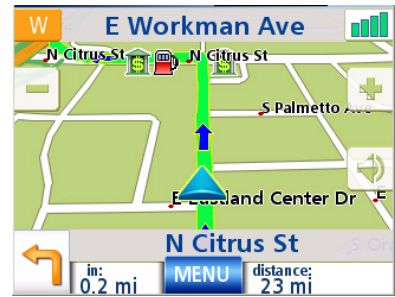 W
E Workman Ave
N Citrus St
N Citrus St
S Palmetto Ave
E Eastland Center Dr
E
N Citrus St
S Ora
in:
0.2 mi
MENU
distance:
23 mi